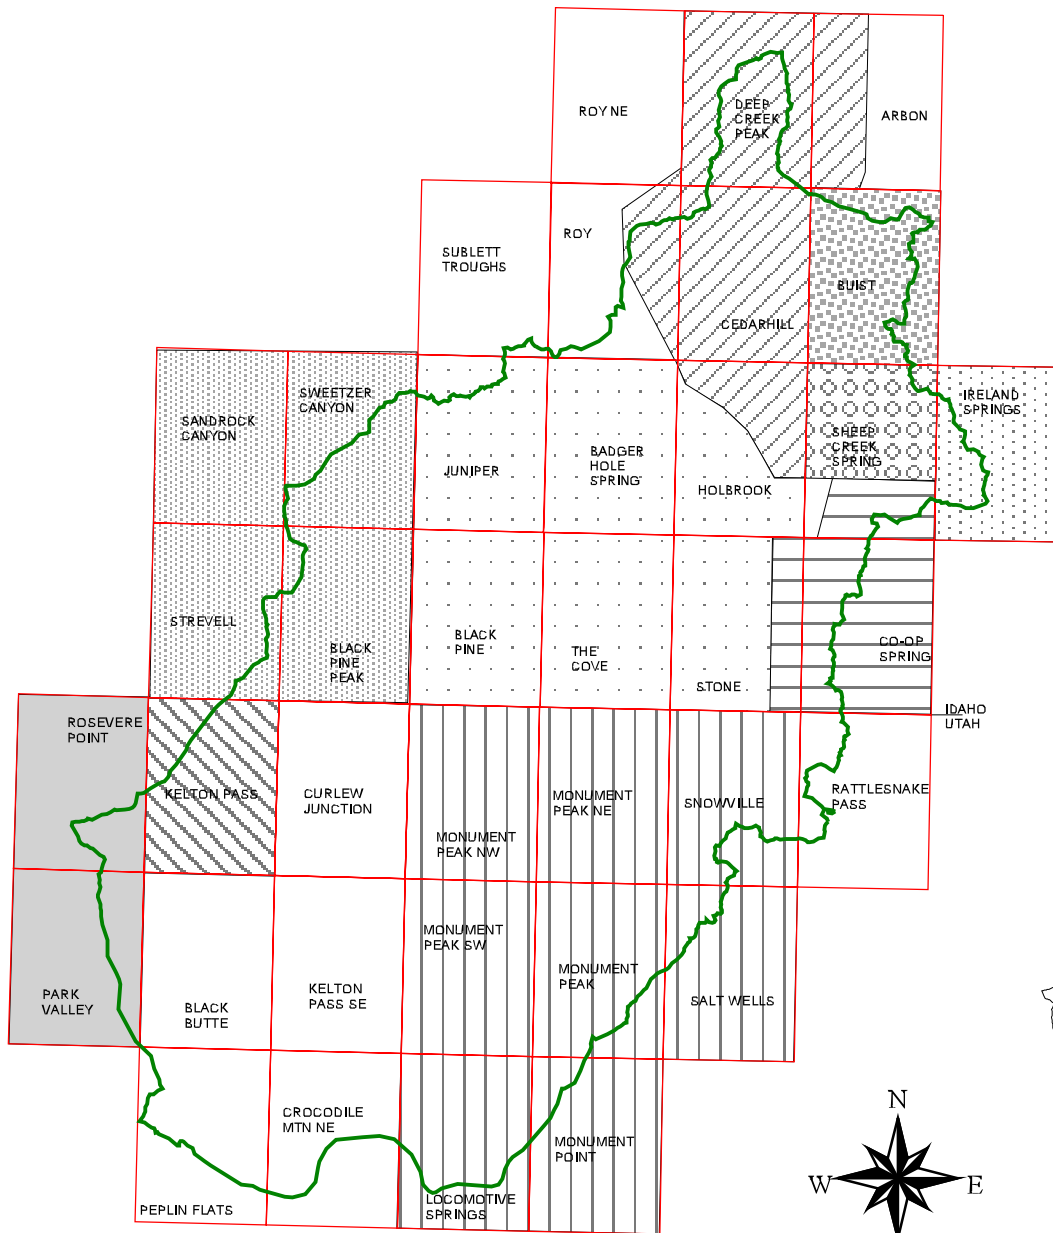 ROY NE
DEEP
CREEK
PEAK
ARBON
SUBLETT
TROUGHS
ROY
BUIST
CEDARHILL
SANDROCK
CANYON
SWEETZER
CANYON
JUNIPER
BADGER
HOLE
SPRING
HOLBROOK
SHEEP
CREEK
SPRING
IRELAND
SPRINGS
STREVELL
BLACK
PINE
PEAK
BLACK
PINE
THE
COVE
STONE
CO-OP
SPRING
IDAHO
UTAH
ROSEVERE
POINT
KELTON PASS
CURLEW
JUNCTION
MONUMENT
PEAK NW
MONUMENT
PEAK NE
SNOWVILLE
RATTLESNAKE
PASS
PARK
VALLEY
BLACK
BUTTE
KELTON
PASS SE
MONUMENT
PEAK SW
MONUMENT
PEAK
SALT WELLS
PEPLIN FLATS
CROCODILE
MTN NE
LOCOMOTIVE
SPRINGS
MONUMENT
POINT
N
W
E